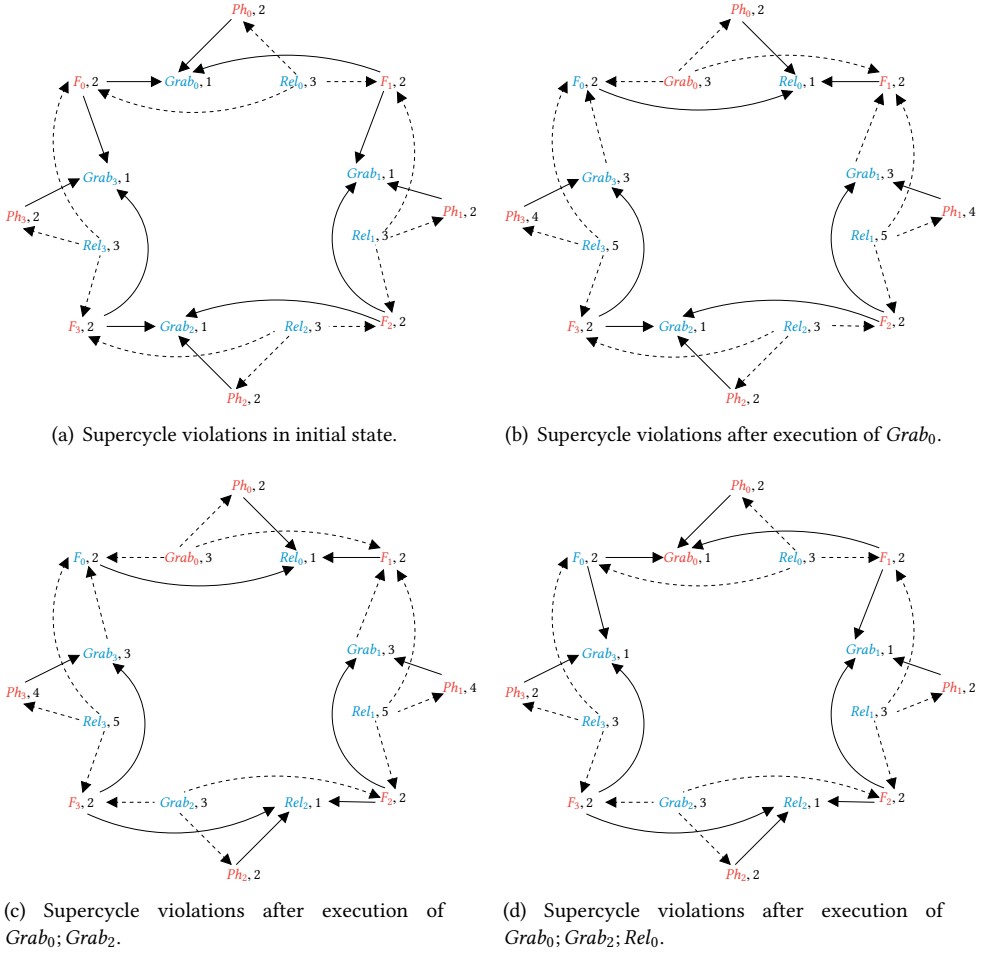 Ph₀, 2
F₀, 2 Grab₀, 1 Rel₀, 3 F₁, 2
Grab₃, 1 Grab₁, 1
Ph₃, 2 Ph₁, 2
Rel₃, 3 Rel₁, 3
F₃, 2 Grab₂, 1 Rel₂, 3 F₂, 2
Ph₂, 2
(a) Supercycle violations in initial state.
Ph₀, 2
F₀, 2 Grab₀, 3 Rel₀, 1 F₁, 2
Grab₃, 3 Grab₁, 3
Ph₃, 4 Ph₁, 4
Rel₃, 5 Rel₁, 5
F₃, 2 Grab₂, 1 Rel₂, 3 F₂, 2
Ph₂, 2
(b) Supercycle violations after execution of Grab₀.
Ph₀, 2
F₀, 2 Grab₀, 3 Rel₀, 1 F₁, 2
Grab₃, 3 Grab₁, 3
Ph₃, 4 Ph₁, 4
Rel₃, 5 Rel₁, 5
F₃, 2 Grab₂, 3 Rel₂, 1 F₂, 2
Ph₂, 2
(c) Supercycle violations after execution of
Grab₀; Grab₂.
Ph₀, 2
F₀, 2 Grab₀, 1 Rel₀, 3 F₁, 2
Grab₃, 1 Grab₁, 1
Ph₃, 2 Ph₁, 2
Rel₃, 3 Rel₁, 3
F₃, 2 Grab₂, 3 Rel₂, 1 F₂, 2
Ph₂, 2
(d) Supercycle violations after execution of
Grab₀; Grab₂; Rel₀.